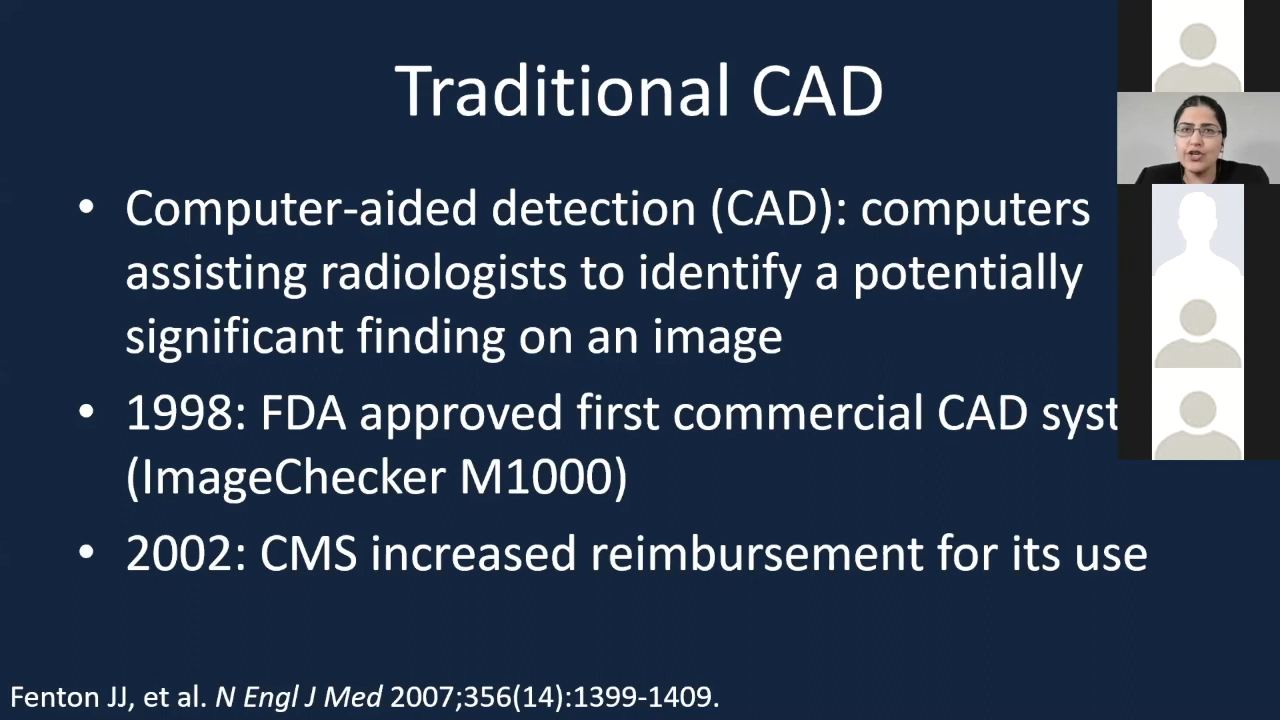 Traditional CAD
• Computer-aided detection (CAD): computers
assisting radiologists to identify a potentially
significant finding on an image
• 1998: FDA approved first commercial CAD syst
(ImageChecker M1000)
• 2002: CMS increased reimbursement for its use
Fenton JJ, et al. N Engl J Med 2007;356(14):1399-1409.